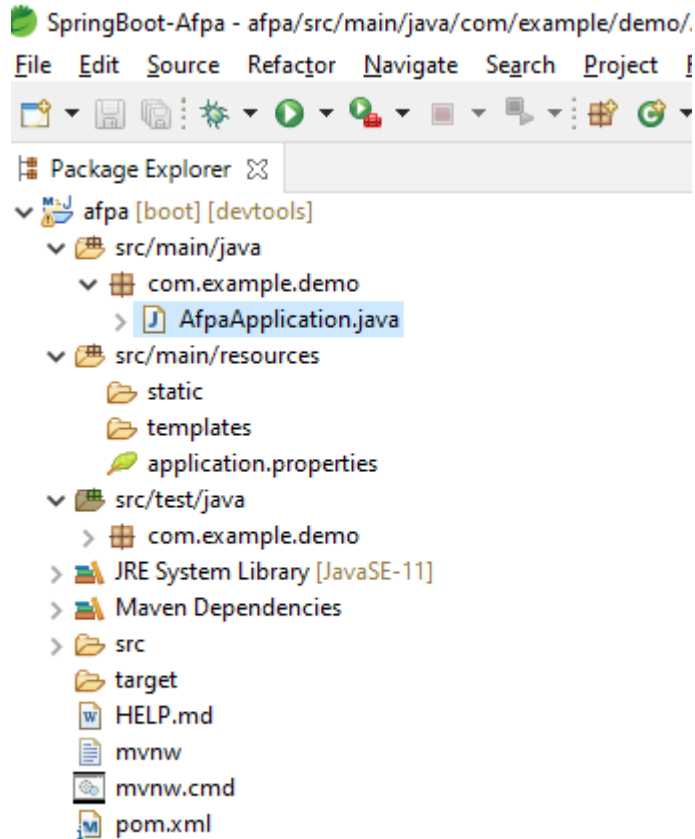 SpringBoot-Afpa - afpa/src/main/java/com/example/demo/
File Edit Source Refactor Navigate Search Project
Package Explorer
afpa [boot] [devtools]
src/main/java
com.example.demo
AfpaApplication.java
src/main/resources
static
templates
application.properties
src/test/java
com.example.demo
JRE System Library [JavaSE-11]
Maven Dependencies
src
target
HELP.md
mvnw
mvnw.cmd
pom.xml